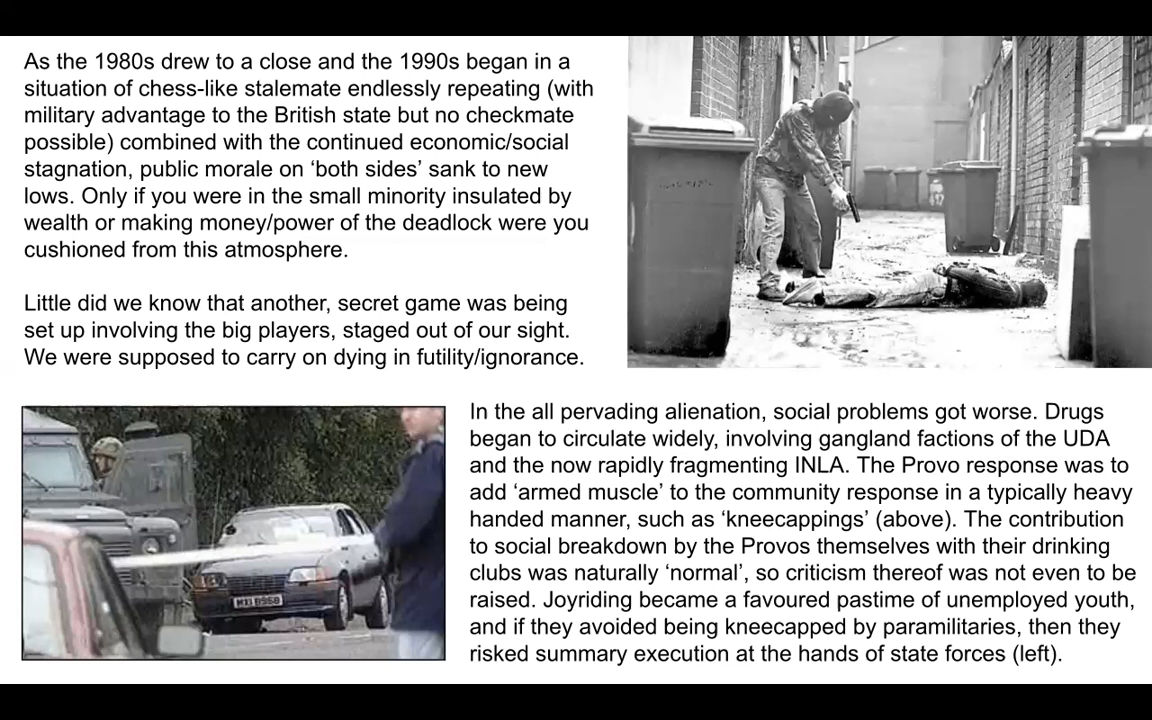 As the 1980s drew to a close and the 1990s began in a
situation of chess-like stalemate endlessly repeating (with
military advantage to the British state but no checkmate
possible) combined with the continued economic/social
stagnation, public morale on ‘both sides’ sank to new
lows. Only if you were in the small minority insulated by
wealth or making money/power of the deadlock were you
cushioned from this atmosphere.
Little did we know that another, secret game was being
set up involving the big players, staged out of our sight.
We were supposed to carry on dying in futility/ignorance.
In the all pervading alienation, social problems got worse. Drugs
began to circulate widely, involving gangland factions of the UDA
and the now rapidly fragmenting INLA. The Provo response was to
add ‘armed muscle’ to the community response in a typically heavy
handed manner, such as ‘kneecappings’ (above). The contribution
to social breakdown by the Provos themselves with their drinking
clubs was naturally ‘normal’, so criticism thereof was not even to be
raised. Joyriding became a favoured pastime of unemployed youth,
and if they avoided being kneecapped by paramilitaries, then they
risked summary execution at the hands of state forces (left).